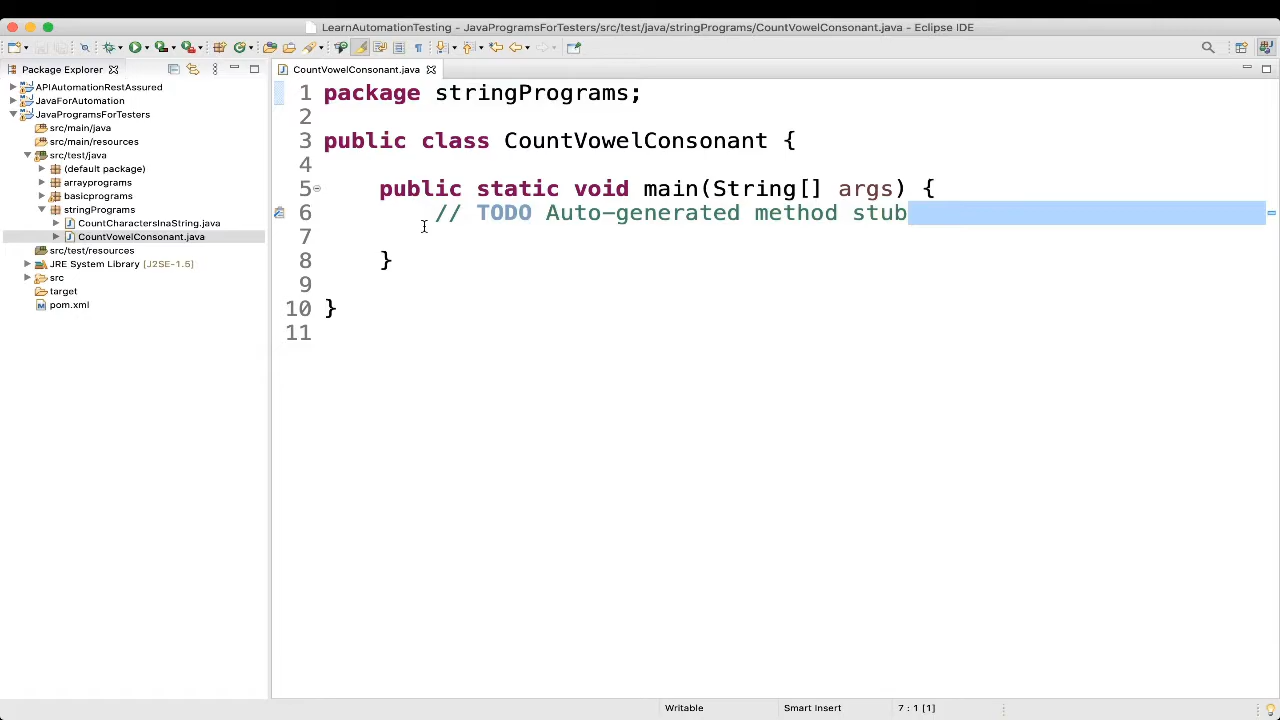 LearnAutomationTesting - JavaProgramsForTesters/src/test/java/stringPrograms/CountVowelConsonant.java - Eclipse IDE
Package Explorer
APIAutomationRestAssured
JavaForAutomation
JavaProgramsForTesters
src/main/java
src/main/resources
src/test/java
(default package)
arrayprograms
basicprograms
stringPrograms
CountCharactersInaString.java
CountVowelConsonant.java
src/test/resources
JRE System Library [J2SE-1.5]
src
target
pom.xml
CountVowelConsonant.java
1 package stringPrograms;
2
3 public class CountVowelConsonant {
4
5 public static void main(String[] args) {
6 // TODO Auto-generated method stub
7
8 }
9
10 }
11
Writable Smart Insert 7 : 1 [1]